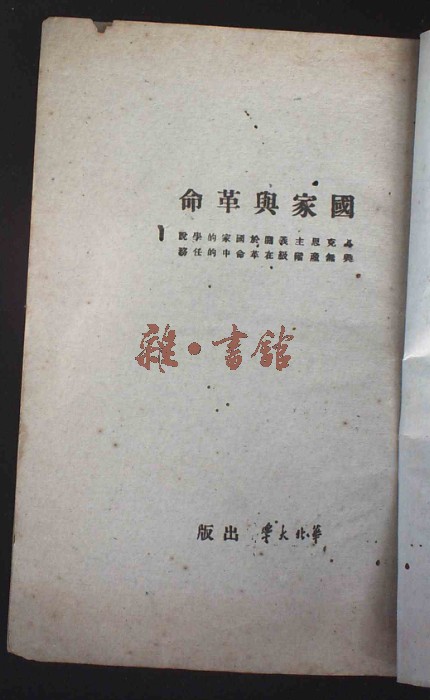 國家與革命
馬克思主義關於國家的學說
與無產階級在革命中的任務
雜·書館
華北大學 出版